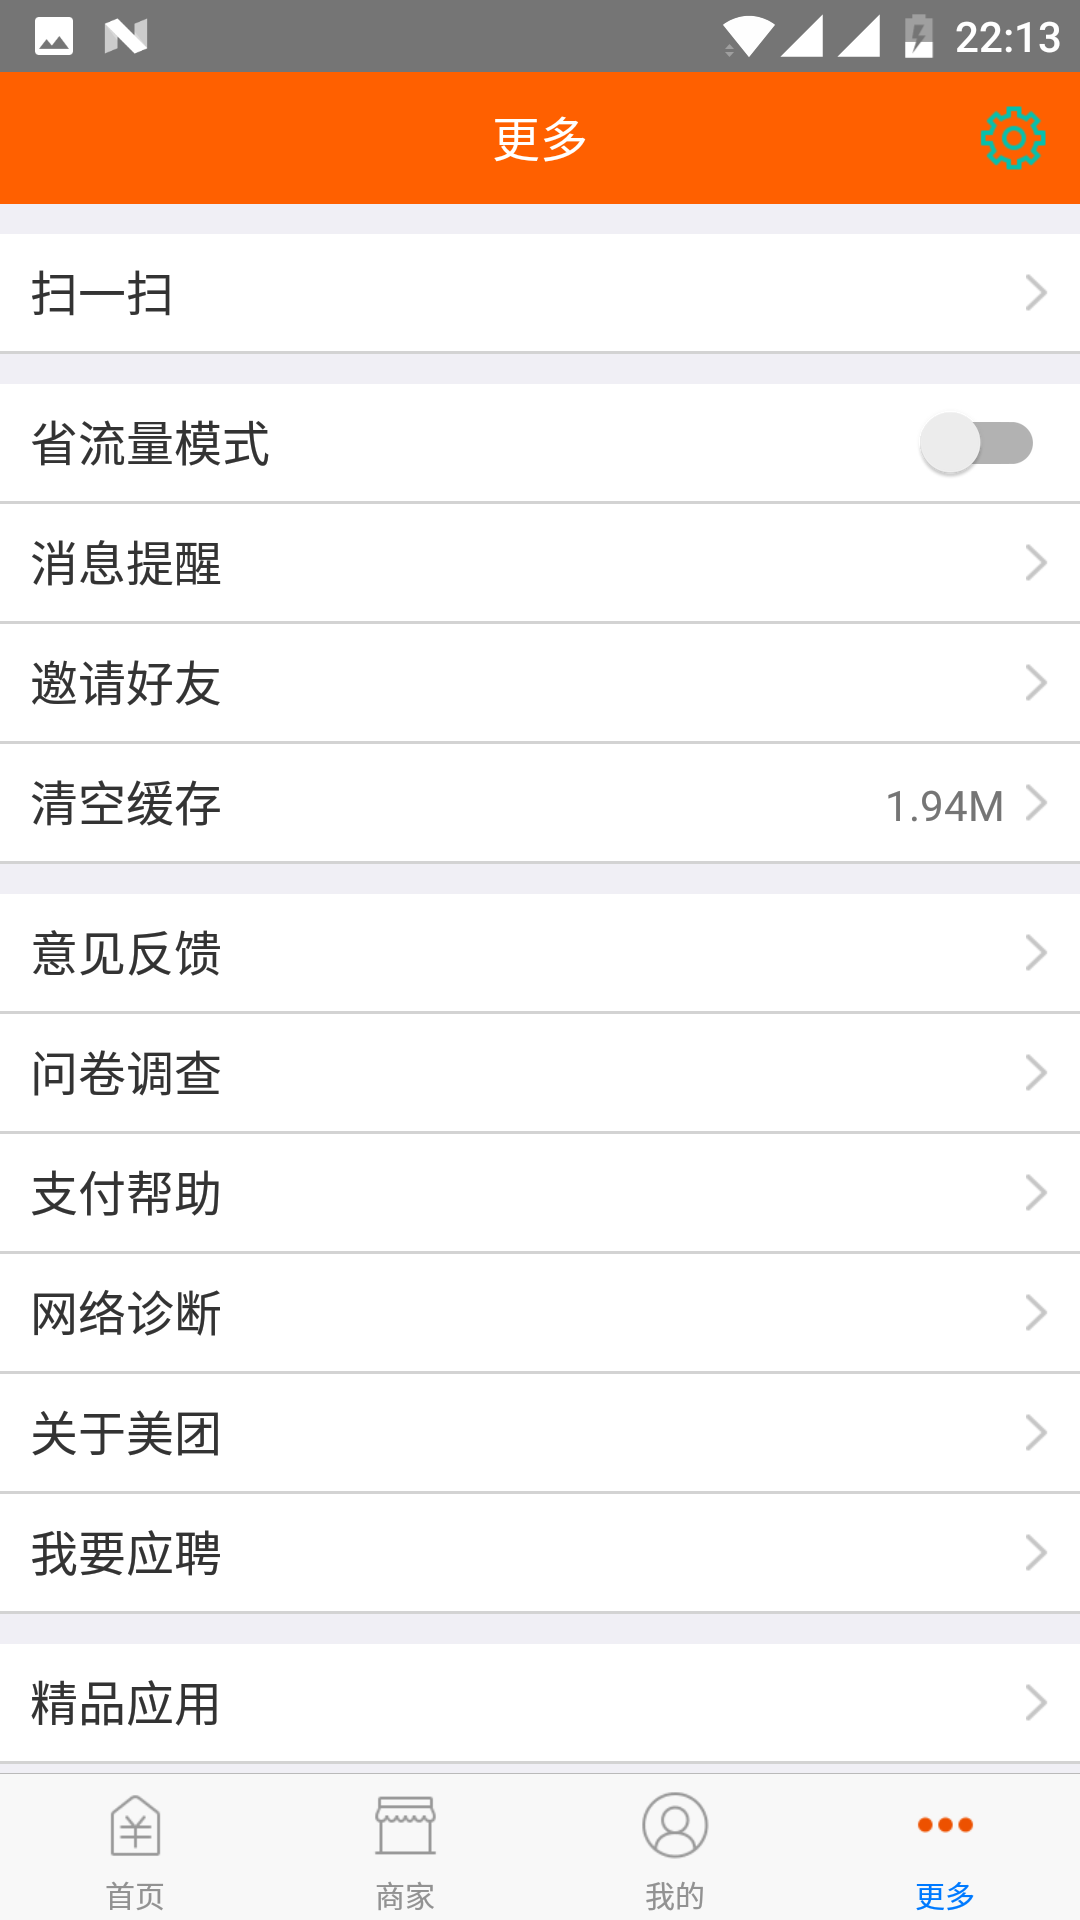 22:13
更多
扫一扫
省流量模式
消息提醒
邀请好友
清空缓存 1.94M
意见反馈
问卷调查
支付帮助
网络诊断
关于美团
我要应聘
精品应用
首页 商家 我的 更多